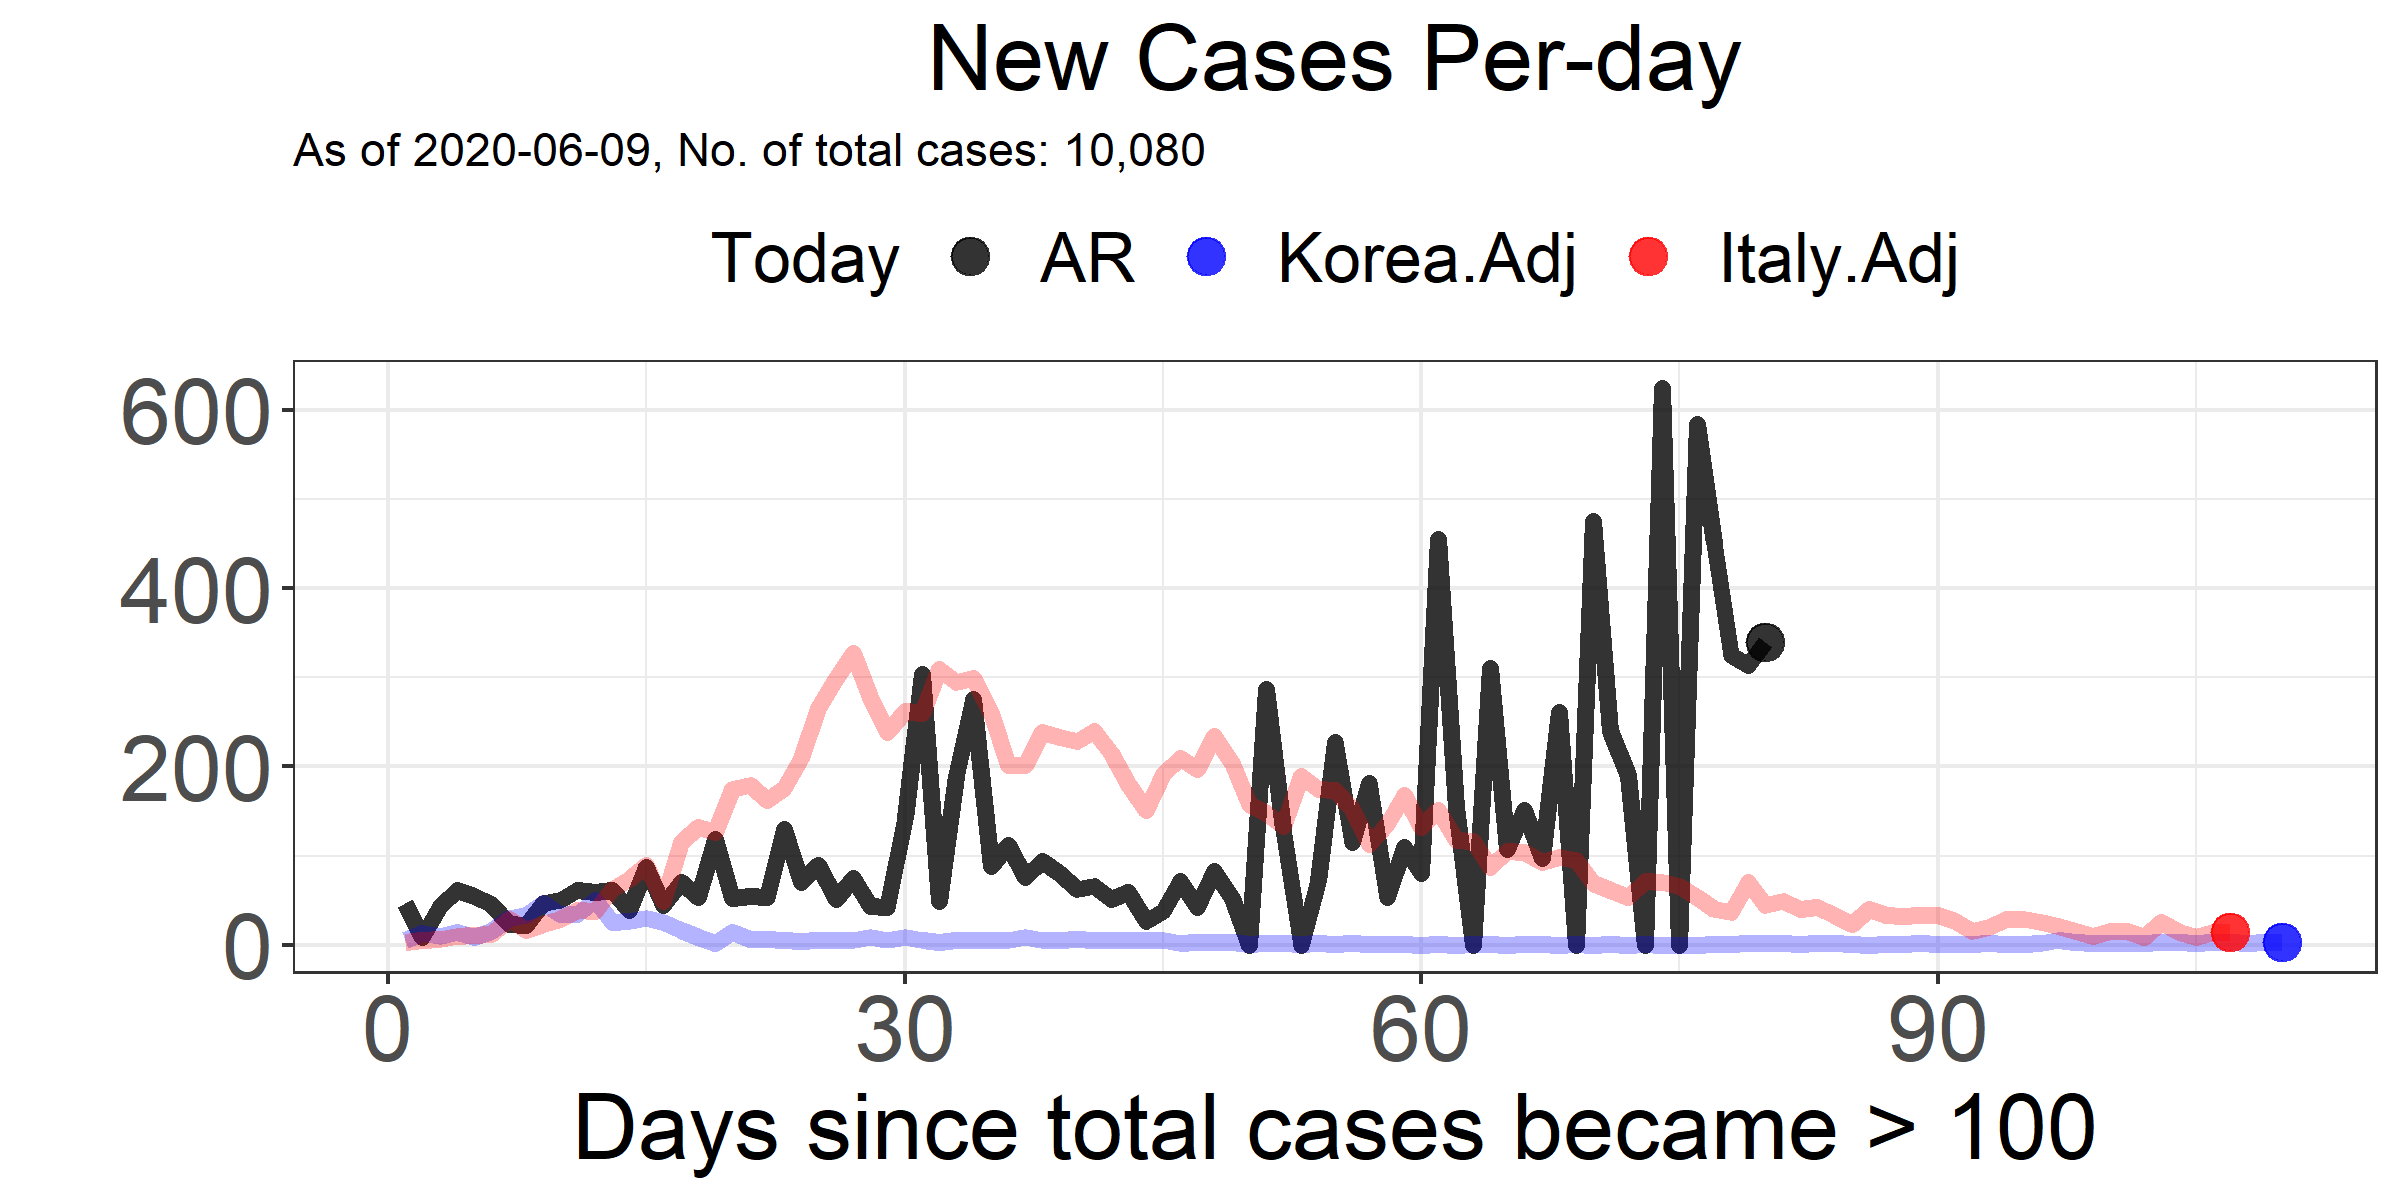 New Cases Per-day
As of 2020-06-09, No. of total cases: 10,080
Today AR Korea.Adj Italy.Adj
600
400
200
0
0 30 60 90
Days since total cases became > 100